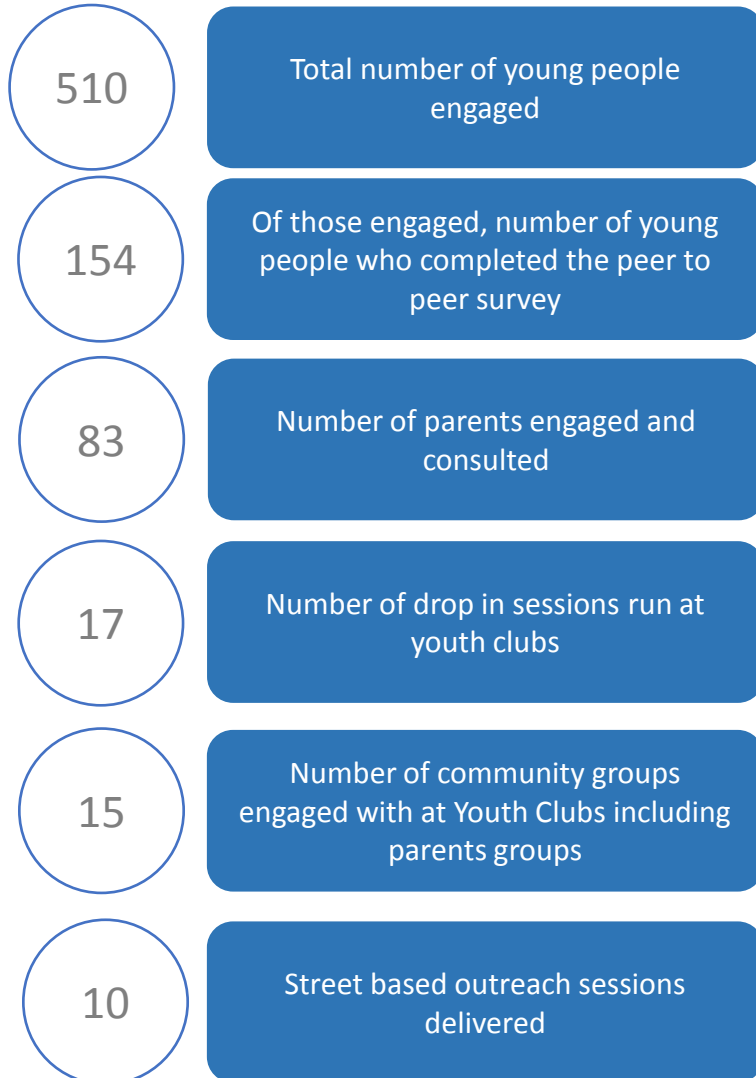 510
Total number of young people
engaged
154
Of those engaged, number of young
people who completed the peer to
peer survey
83
Number of parents engaged and
consulted
17
Number of drop in sessions run at
youth clubs
15
Number of community groups
engaged with at Youth Clubs including
parents groups
10
Street based outreach sessions
delivered